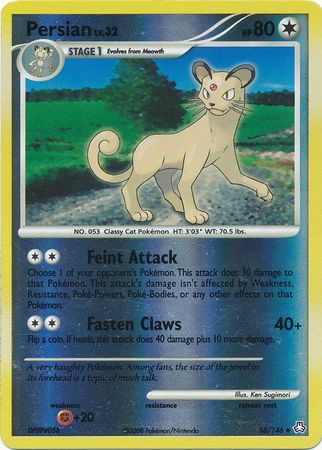 Persian LV.32 HP 80
STAGE 1 Evolves from Meowth
NO. 053 Classy Cat Pokémon HT: 3'03" WT: 70.5 lbs.
Feint Attack
Choose 1 of your opponent's Pokémon. This attack does 30 damage to
that Pokémon. This attack's damage isn't affected by Weakness,
Resistance, Poké-Powers, Poké-Bodies, or any other effects on that
Pokémon.
Fasten Claws 40+
Flip a coin. If heads, this attack does 40 damage plus 10 more damage.
A very haughty Pokémon. Among fans, the size of the jewel in
its forehead is a topic of much talk.
Illus. Ken Sugimori
weakness resistance retreat cost
+20
DPBP#058 ©2008 Pokémon/Nintendo 68/146